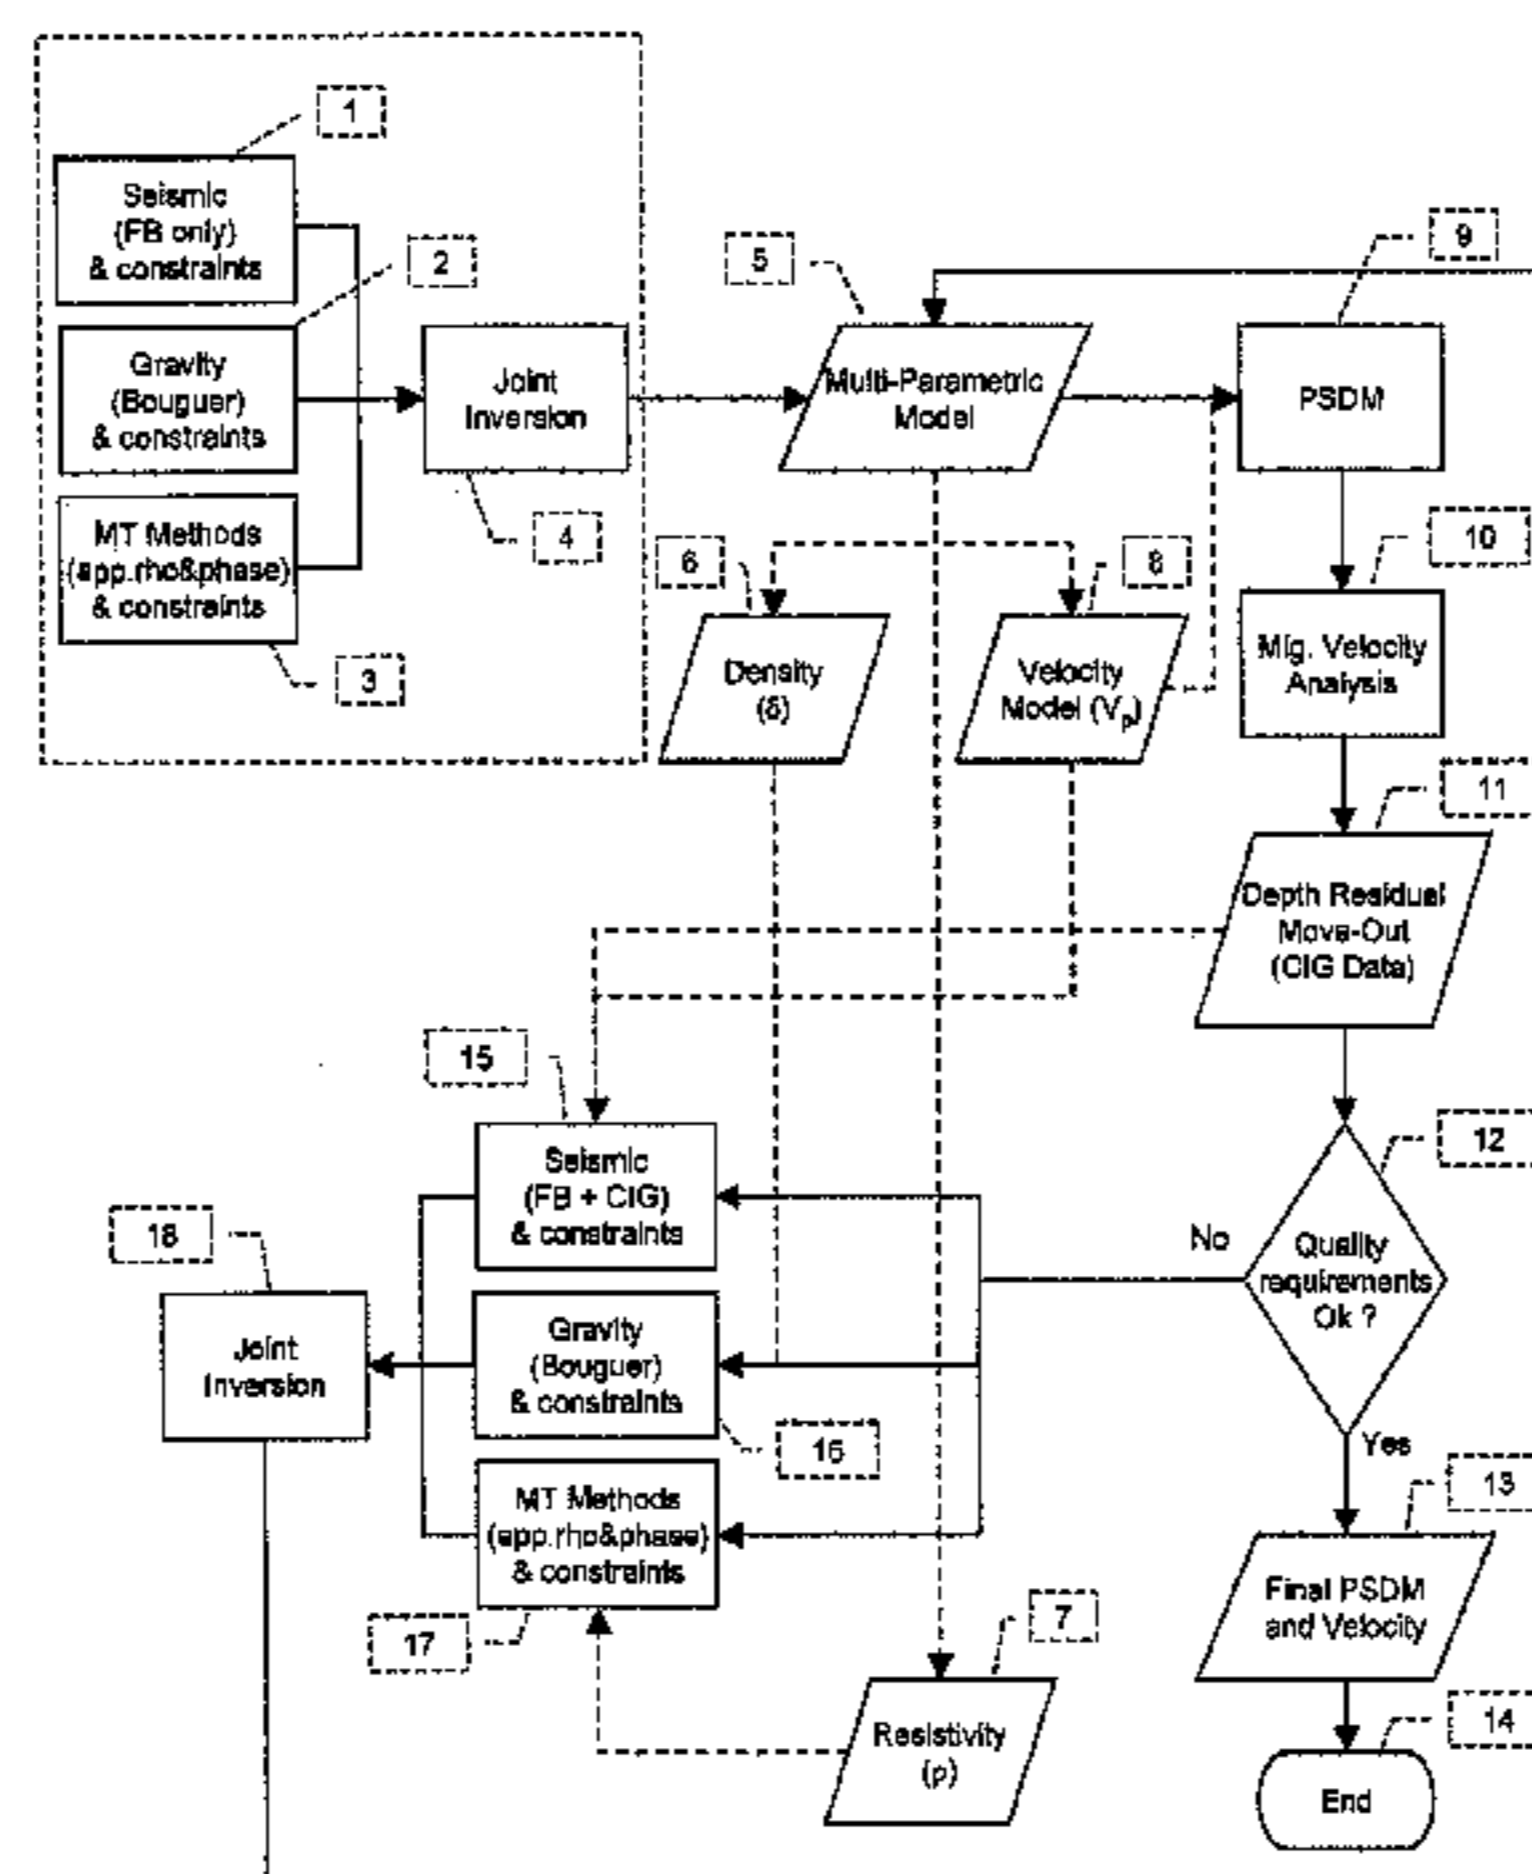 1
Seismic
(FB only)
& constraints
2
Gravity
(Bouguer)
& constraints
MT Methods
(app.rho&phase)
& constraints
3
Joint
Inversion
4
5
Multi-Parametric
Model
9
PSDM
10
Mig. Velocity
Analysis
6
Density
(δ)
8
Velocity
Model (Vp)
11
Depth Residual
Move-Out
(CIG Data)
12
Quality
requirements
Ok ?
No
Yes
15
Seismic
(FB + CIG)
& constraints
18
Joint
Inversion
Gravity
(Bouguer)
& constraints
16
MT Methods
(app.rho&phase)
& constraints
17
7
Resistivity
(ρ)
13
Final PSDM
and Velocity
14
End